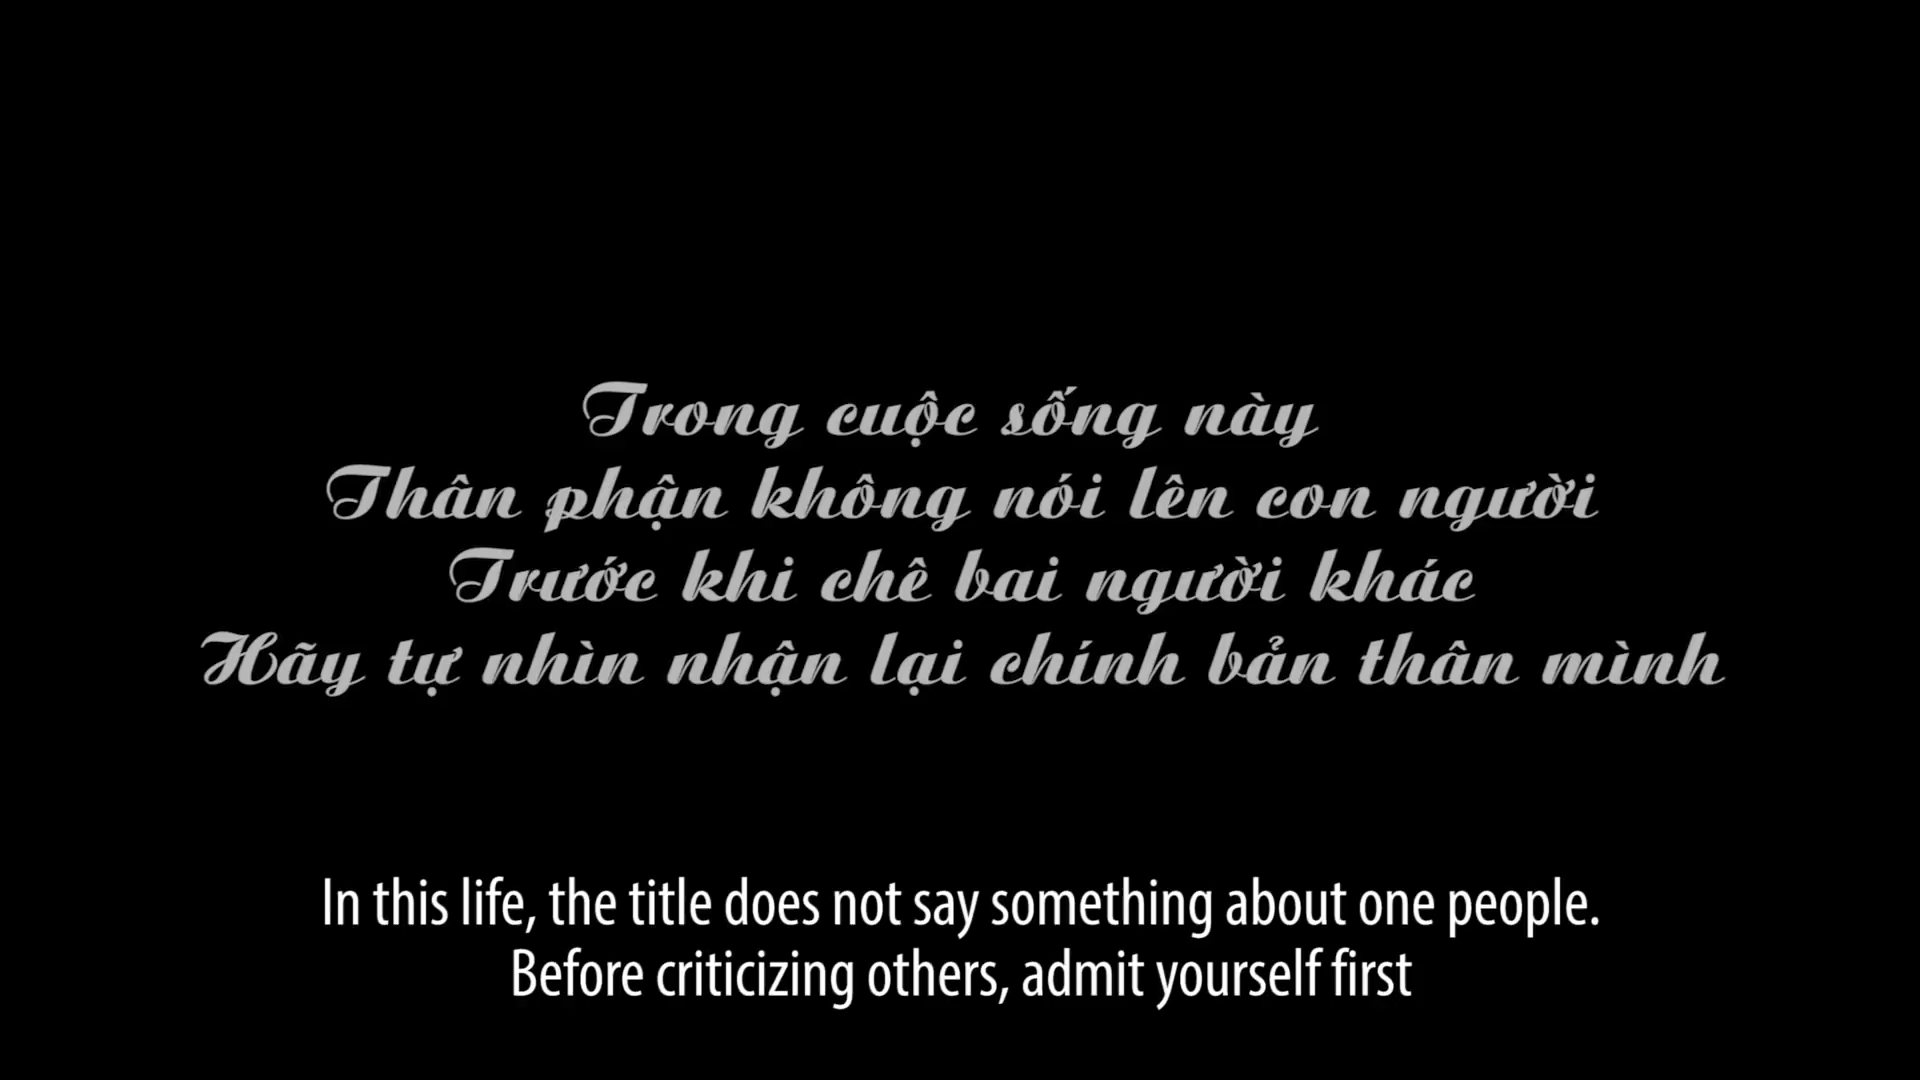 Trong cuộc sống này
Thân phận không nói lên con người
Trước khi chê bai người khác
Hãy tự nhìn nhận lại chính bản thân mình
In this life, the title does not say something about one people.
Before criticizing others, admit yourself first